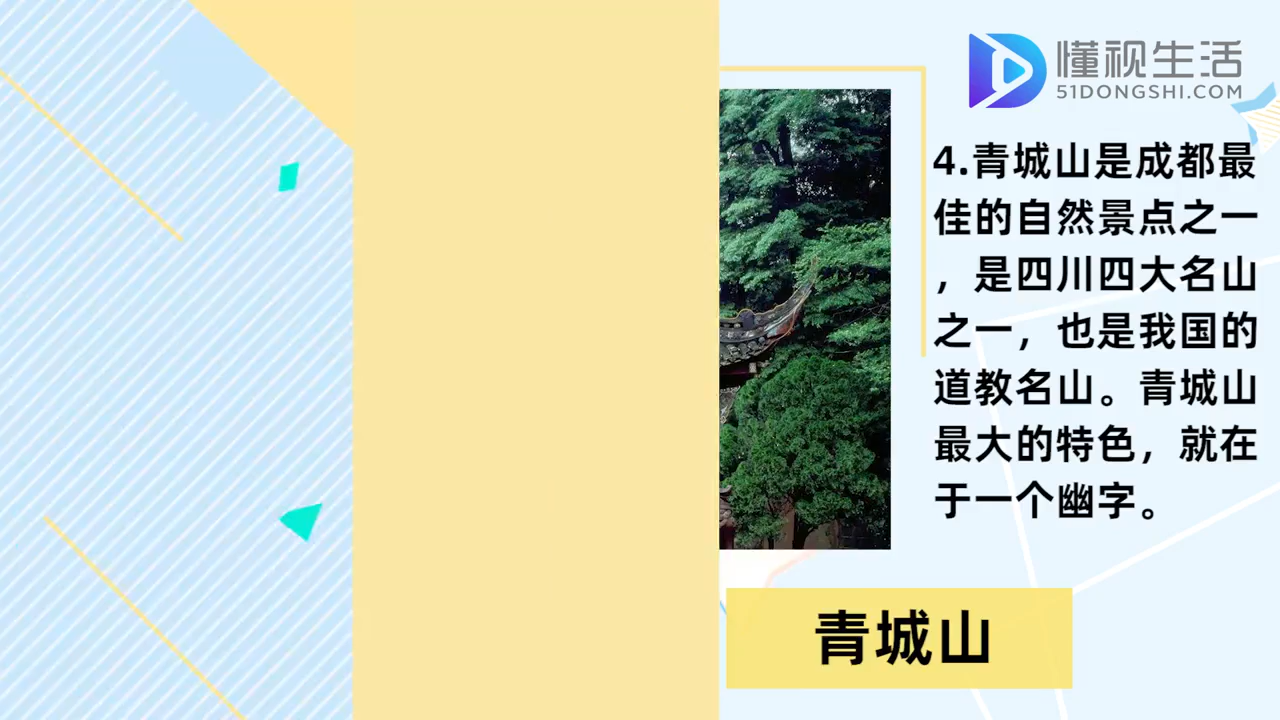 懂视生活
51DONGSHI.COM
4.青城山是成都最
佳的自然景点之一
，是四川四大名山
之一，也是我国的
道教名山。青城山
最大的特色，就在
于一个幽字。
青城山